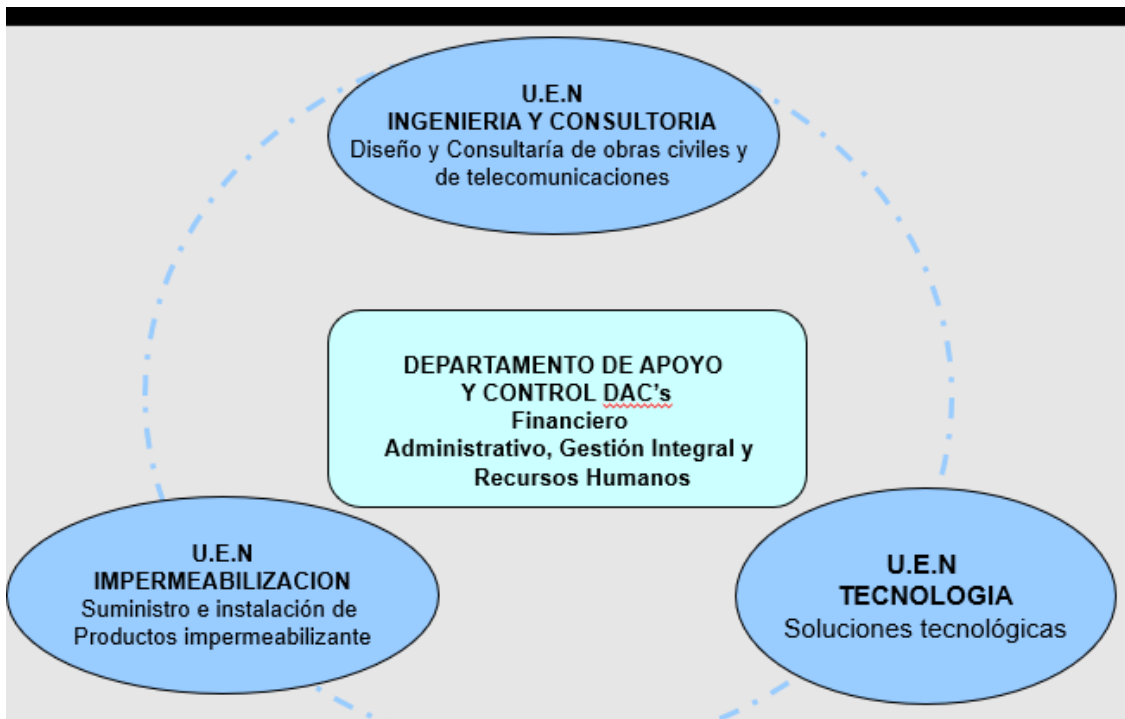 U.E.N
INGENIERIA Y CONSULTORIA
Diseño y Consultaría de obras civiles y
de telecomunicaciones
DEPARTAMENTO DE APOYO
Y CONTROL DAC's
Financiero
Administrativo, Gestión Integral y
Recursos Humanos
U.E.N
IMPERMEABILIZACION
Suministro e instalación de
Productos impermeabilizante
U.E.N
TECNOLOGIA
Soluciones tecnológicas